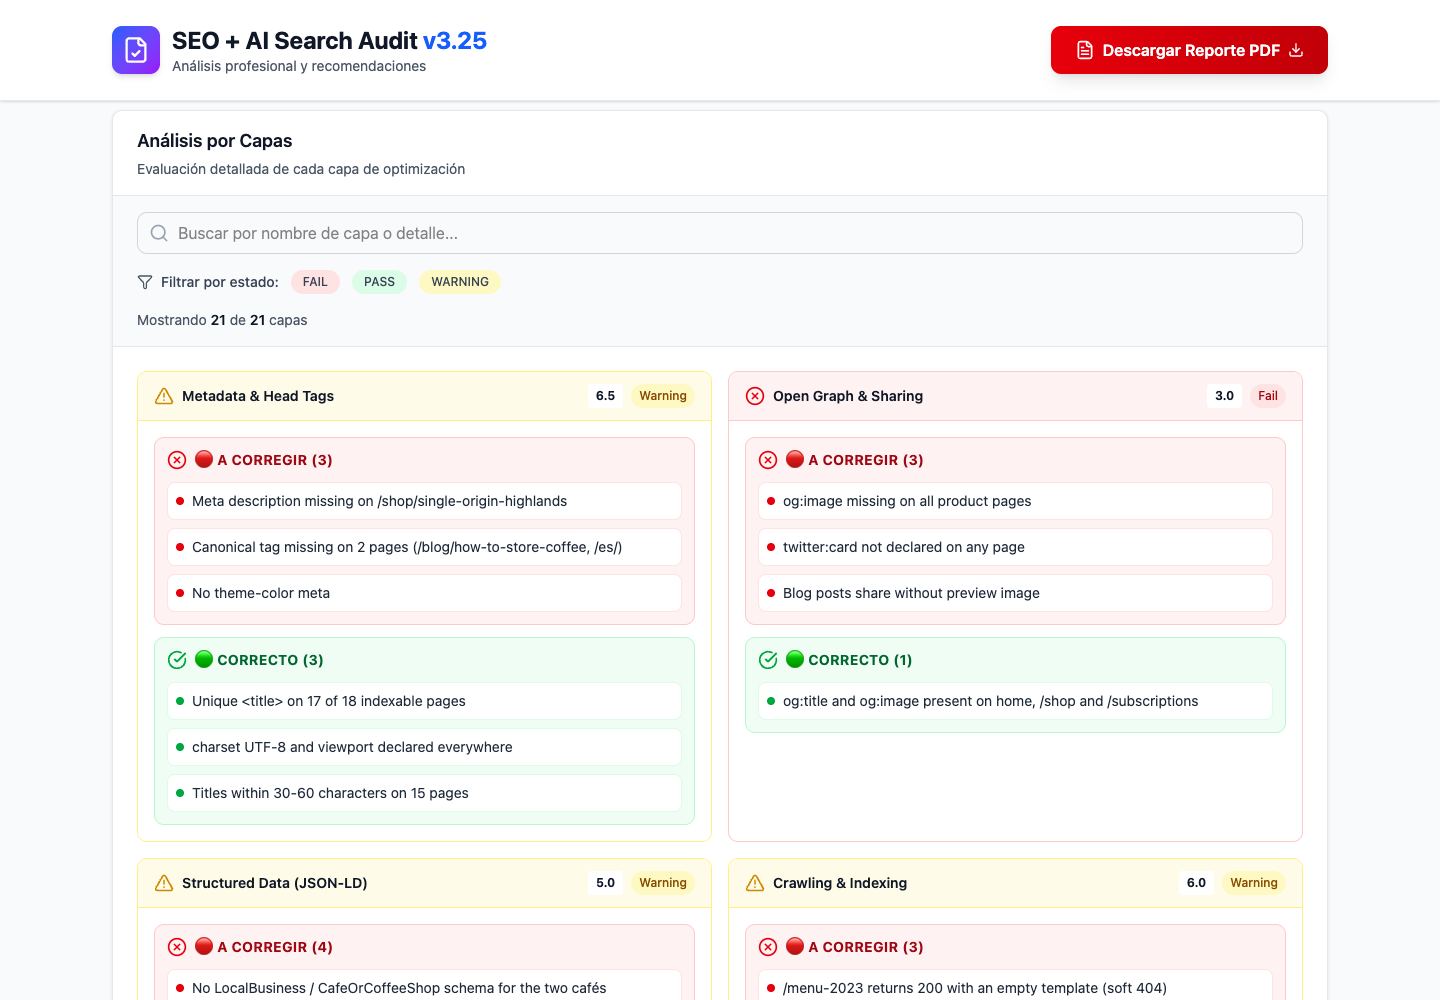 SEO + AI Search Audit v3.25
Análisis profesional y recomendaciones
Descargar Reporte PDF
Análisis por Capas
Evaluación detallada de cada capa de optimización
Buscar por nombre de capa o detalle...
Filtrar por estado: FAIL PASS WARNING
Mostrando 21 de 21 capas
Metadata & Head Tags 6.5 Warning
A CORREGIR (3)
Meta description missing on /shop/single-origin-highlands
Canonical tag missing on 2 pages (/blog/how-to-store-coffee, /es/)
No theme-color meta
CORRECTO (3)
Unique <title> on 17 of 18 indexable pages
charset UTF-8 and viewport declared everywhere
Titles within 30-60 characters on 15 pages
Open Graph & Sharing 3.0 Fail
A CORREGIR (3)
og:image missing on all product pages
twitter:card not declared on any page
Blog posts share without preview image
CORRECTO (1)
og:title and og:image present on home, /shop and /subscriptions
Structured Data (JSON-LD) 5.0 Warning
A CORREGIR (4)
No LocalBusiness / CafeOrCoffeeShop schema for the two cafés
Crawling & Indexing 6.0 Warning
A CORREGIR (3)
/menu-2023 returns 200 with an empty template (soft 404)